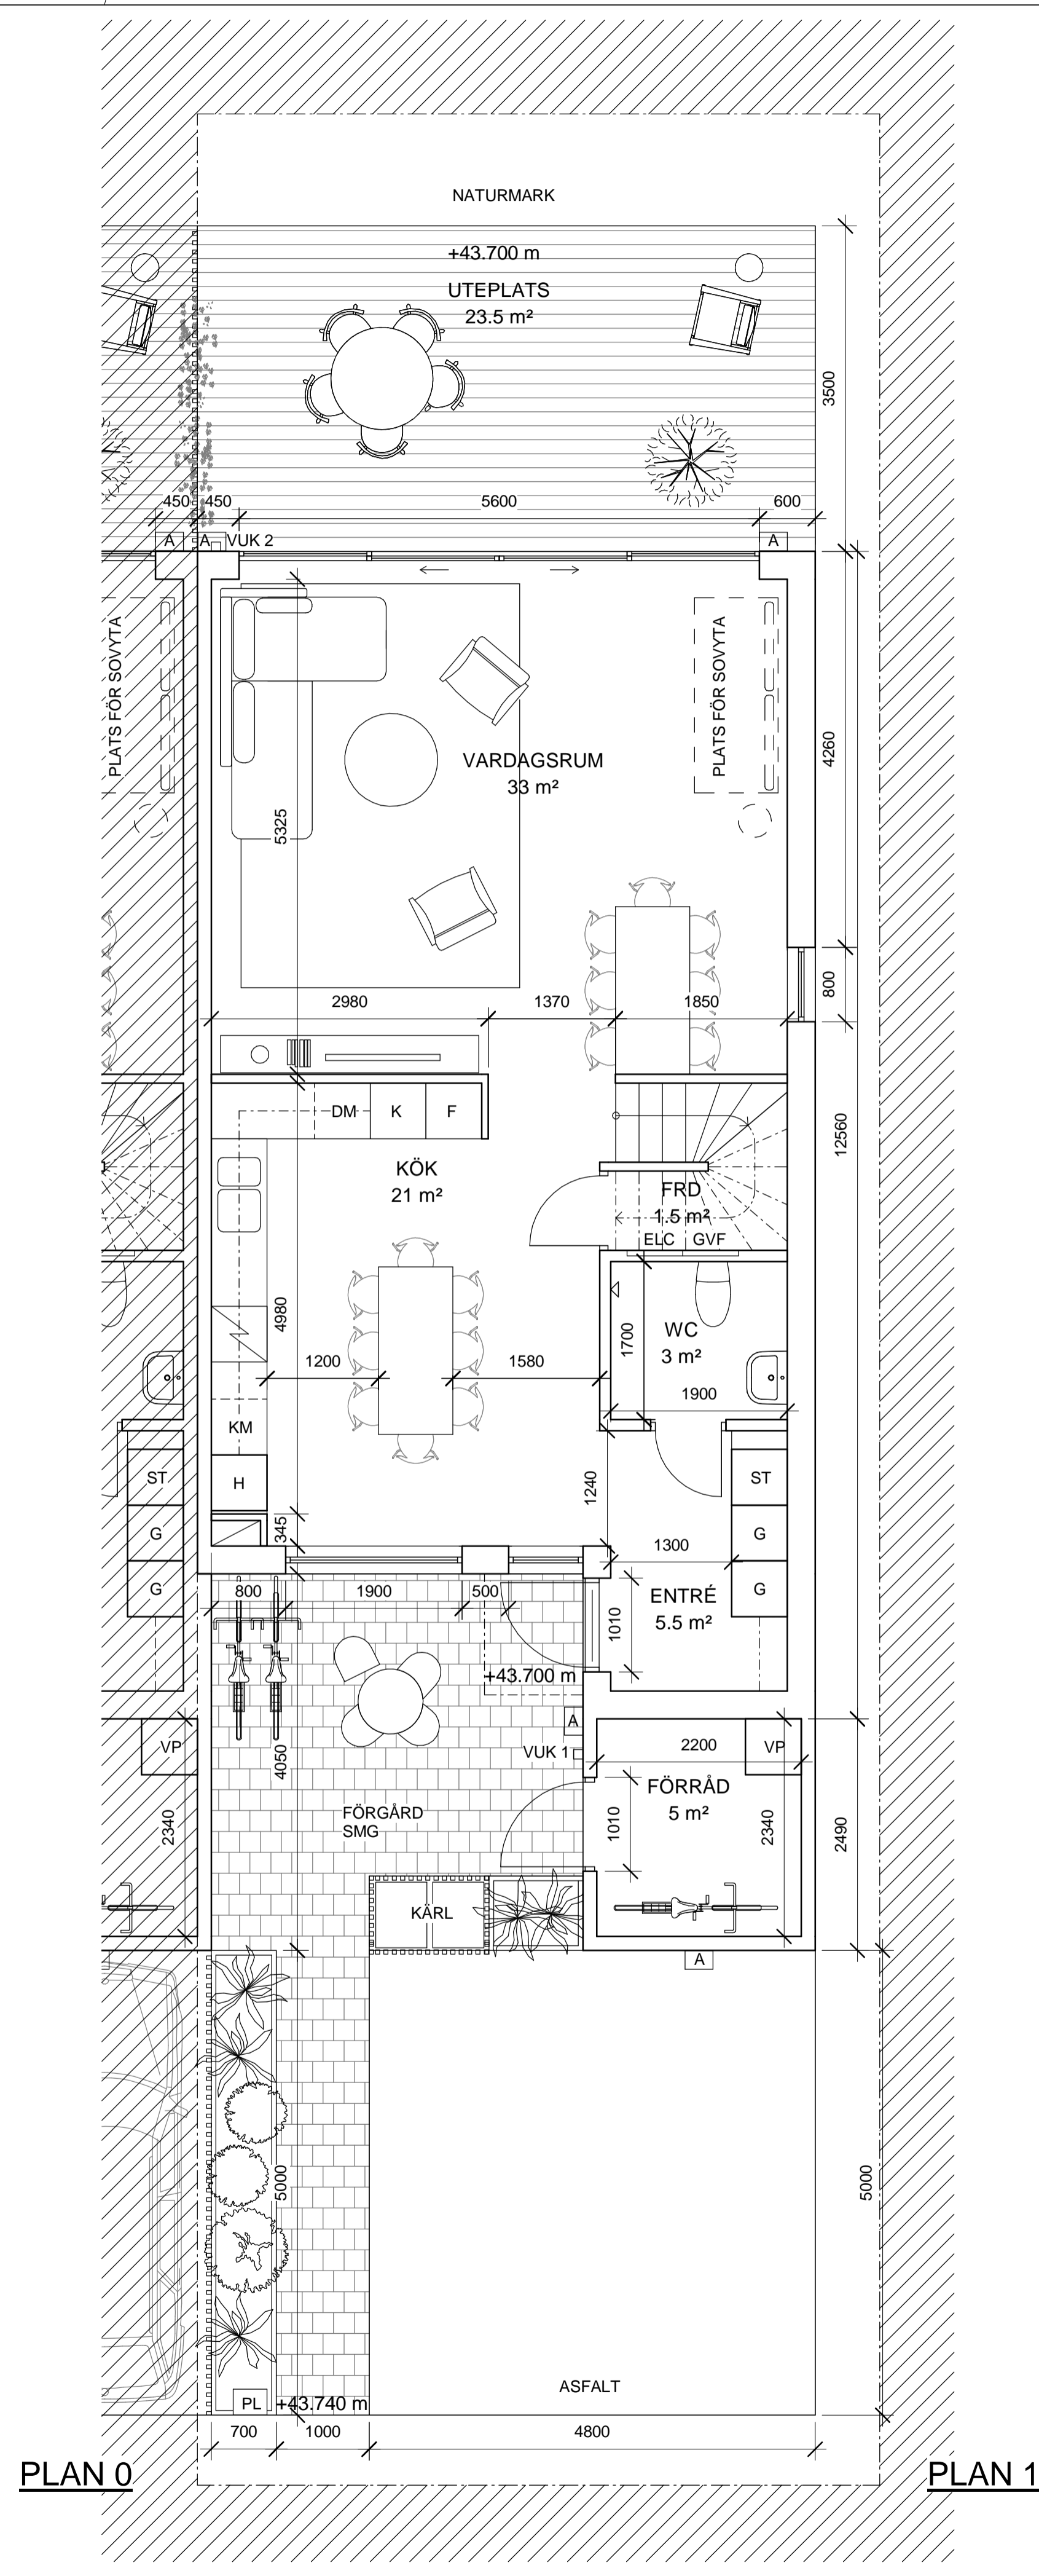 NATURMARK
+43.700 m
UTEPLATS
23.5 m²
3500
450
450
5600
600
A
A
VUK 2
A
PLATS FÖR SOVYTA
PLATS FÖR SOVYTA
VARDAGSRUM
33 m²
4260
5325
800
2980
1370
1850
DM
K
F
12560
KÖK
21 m²
FRD
1.5 m²
ELC
GVF
4980
1700
WC
3 m²
1200
1580
1900
KM
H
ST
ST
1240
345
G
G
1300
G
G
800
1900
500
1010
ENTRÉ
5.5 m²
+43.700 m
A
VP
VUK 1
2200
VP
4050
FÖRRÅD
5 m²
FÖRGÅRD
SMG
2340
1010
2340
2490
KÄRL
A
5000
5000
ASFALT
PL
+43.740 m
700
1000
4800
PLAN 0
PLAN 1